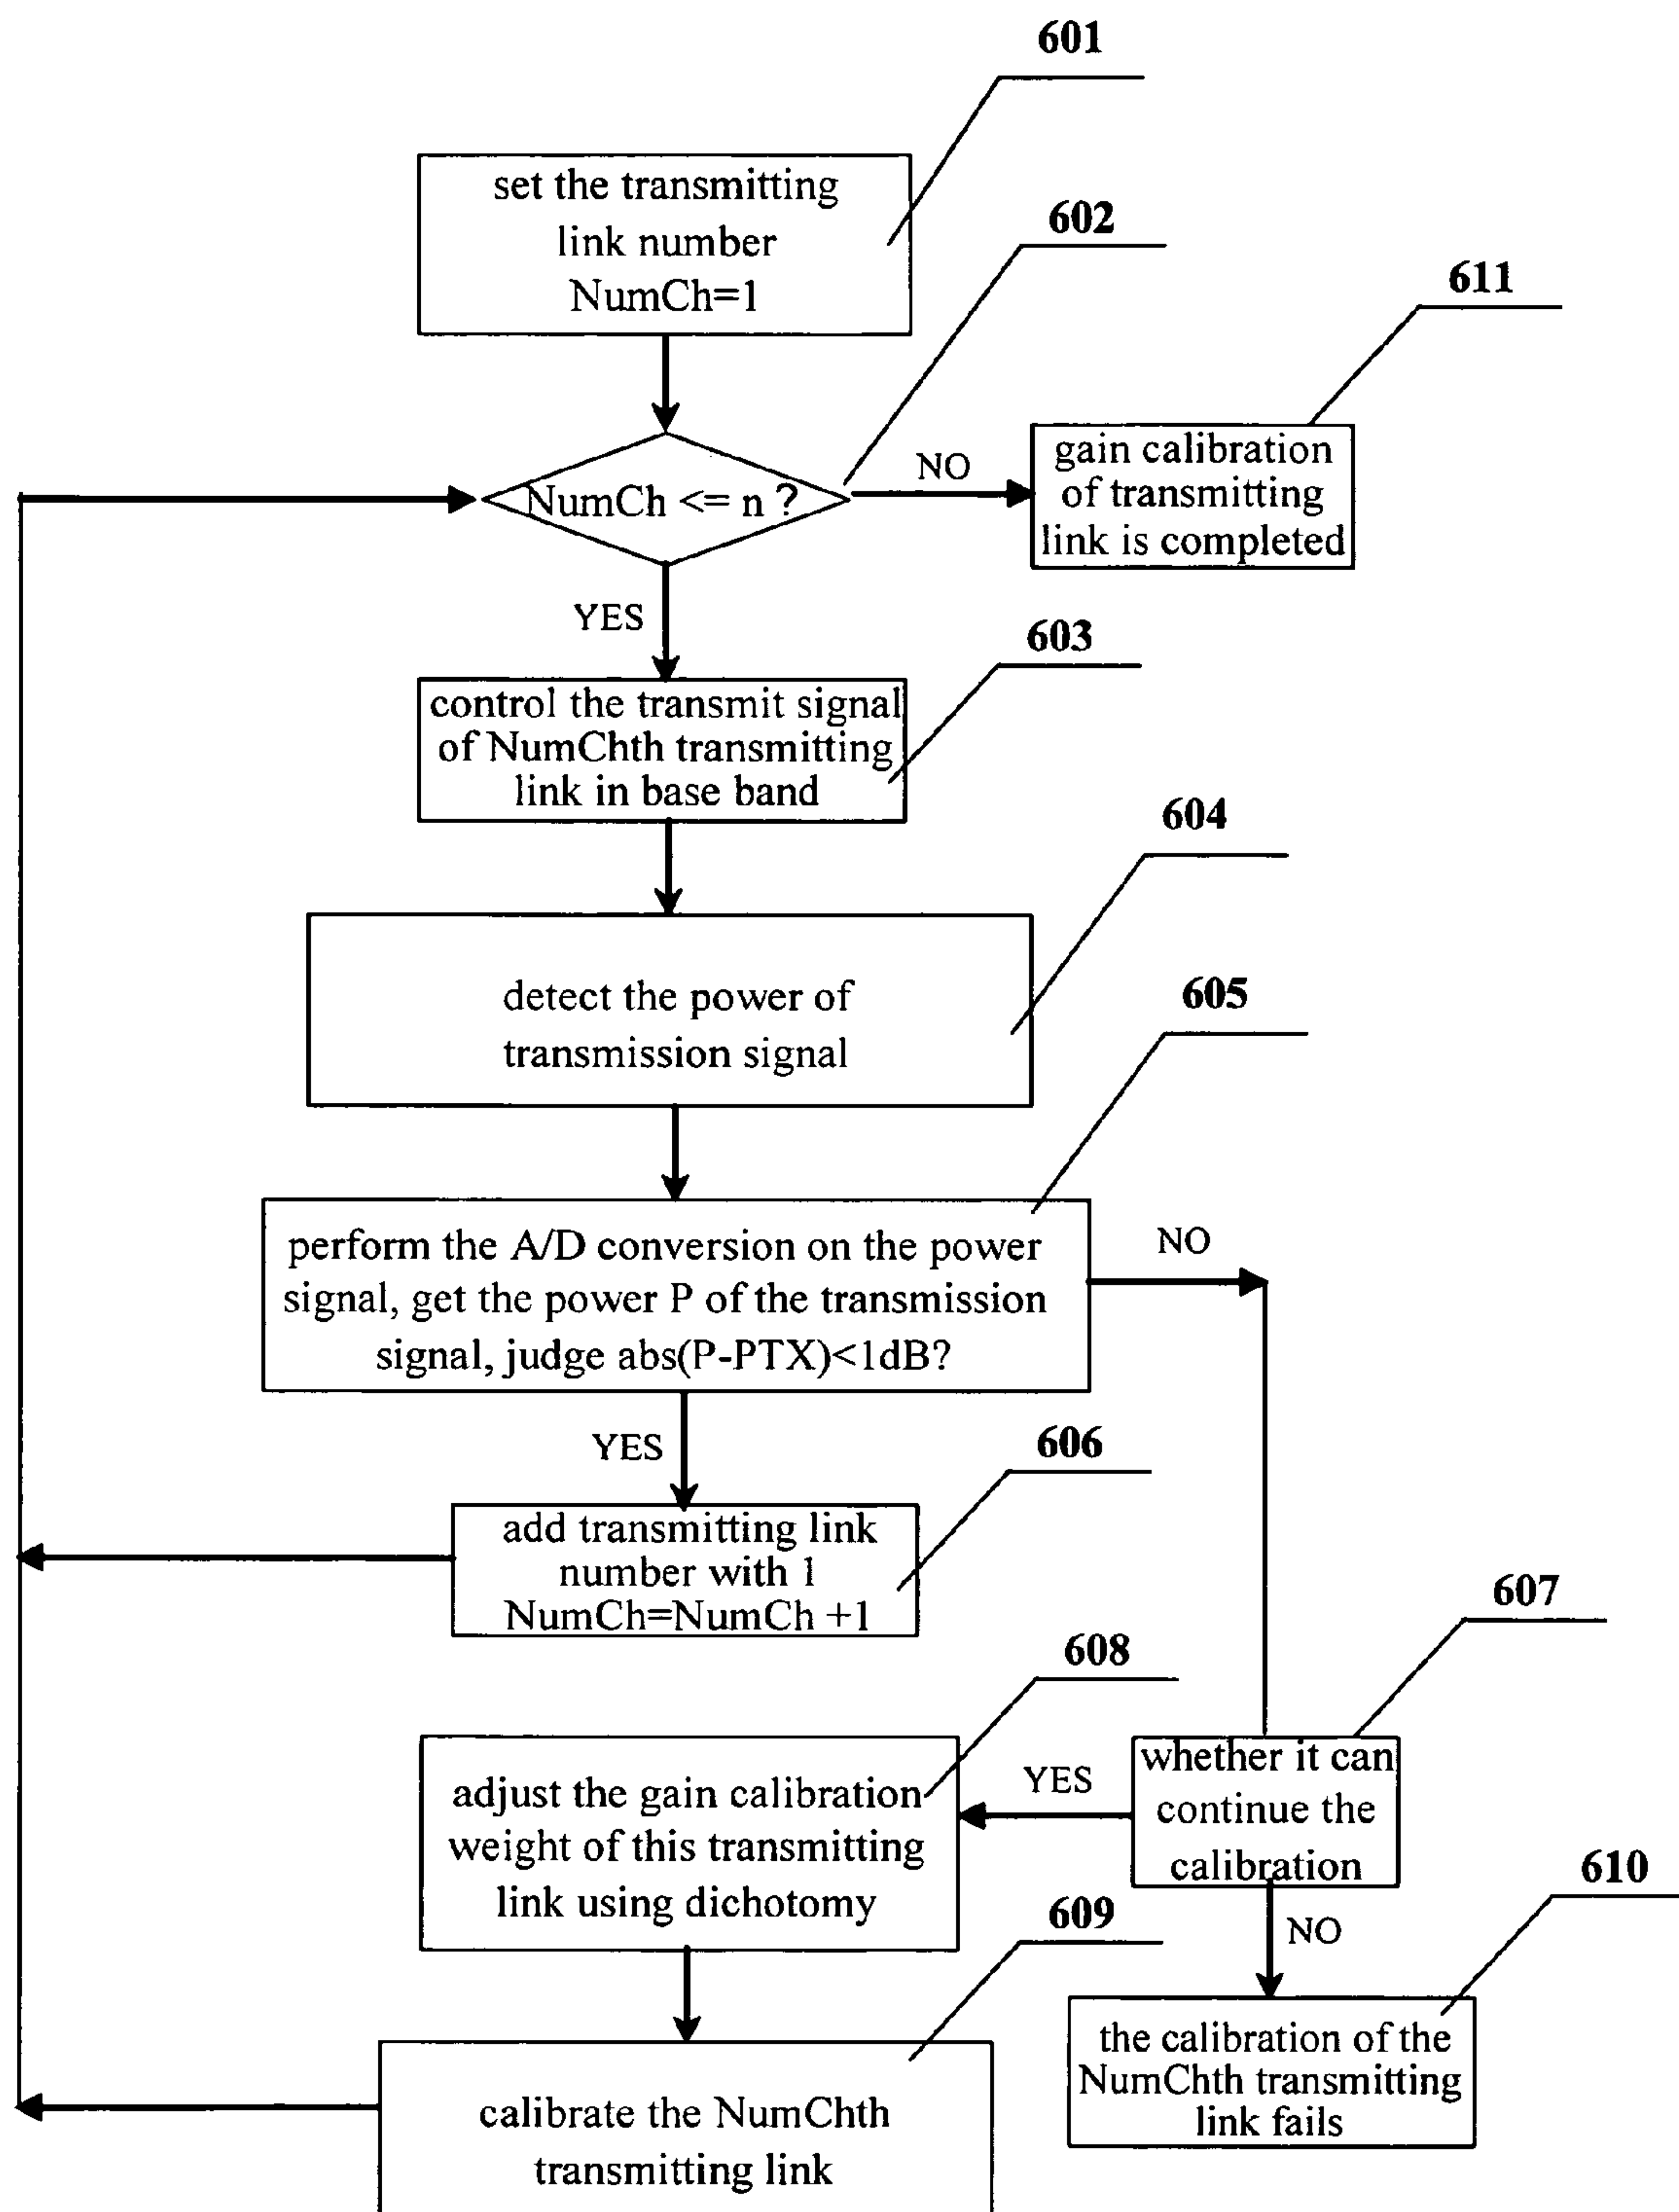 601
set the transmitting
link number
NumCh=1
602
611
NumCh <= n ?
NO
gain calibration
of transmitting
link is completed
YES
603
control the transmit signal
of NumChth transmitting
link in base band
604
detect the power of
transmission signal
605
perform the A/D conversion on the power
signal, get the power P of the transmission
signal, judge abs(P-PTX)<1dB?
NO
YES
606
add transmitting link
number with 1
NumCh=NumCh +1
607
608
whether it can
continue the
calibration
YES
adjust the gain calibration
weight of this transmitting
link using dichotomy
610
609
NO
the calibration of the
NumChth transmitting
link fails
calibrate the NumChth
transmitting link